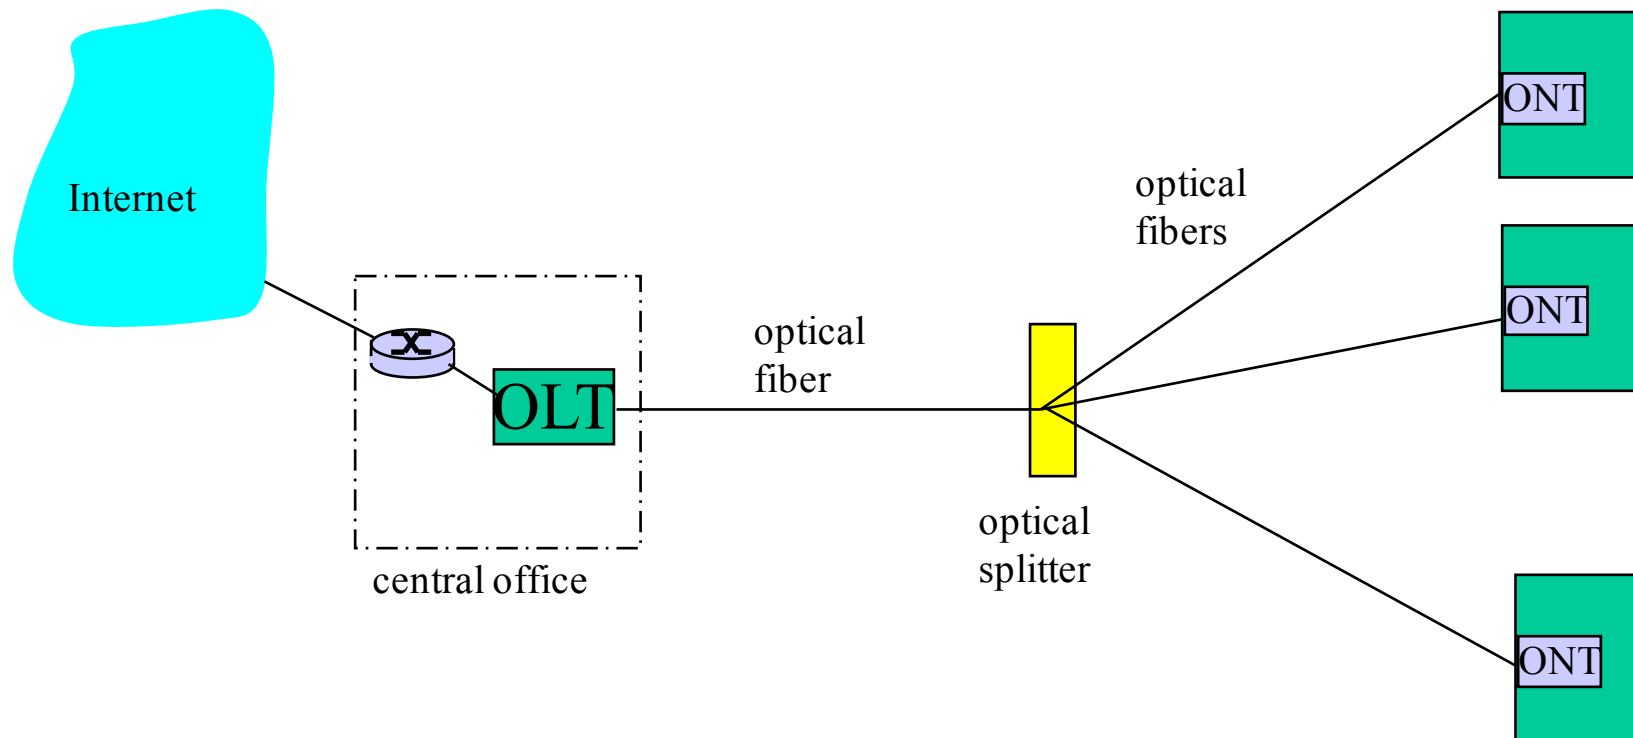 Internet
central office
OLT
optical
fiber
optical
splitter
optical
fibers
ONT
ONT
ONT